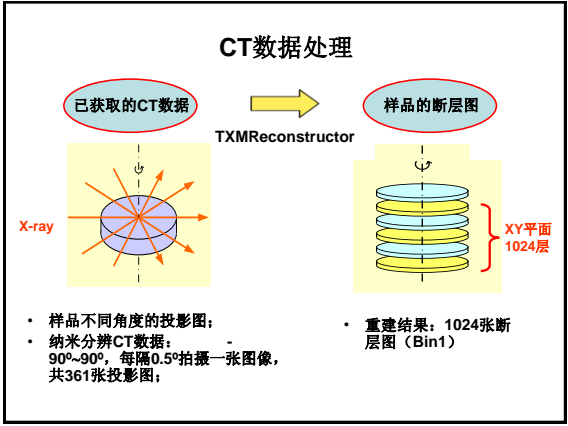 CT数据处理
已获取的CT数据
样品的断层图
TXMReconstructor
X-ray
XY平面
1024层
• 样品不同角度的投影图；
• 纳米分辨CT数据： -
90º~90º，每隔0.5º拍摄一张图像，
共361张投影图；
• 重建结果：1024张断
层图（Bin1）